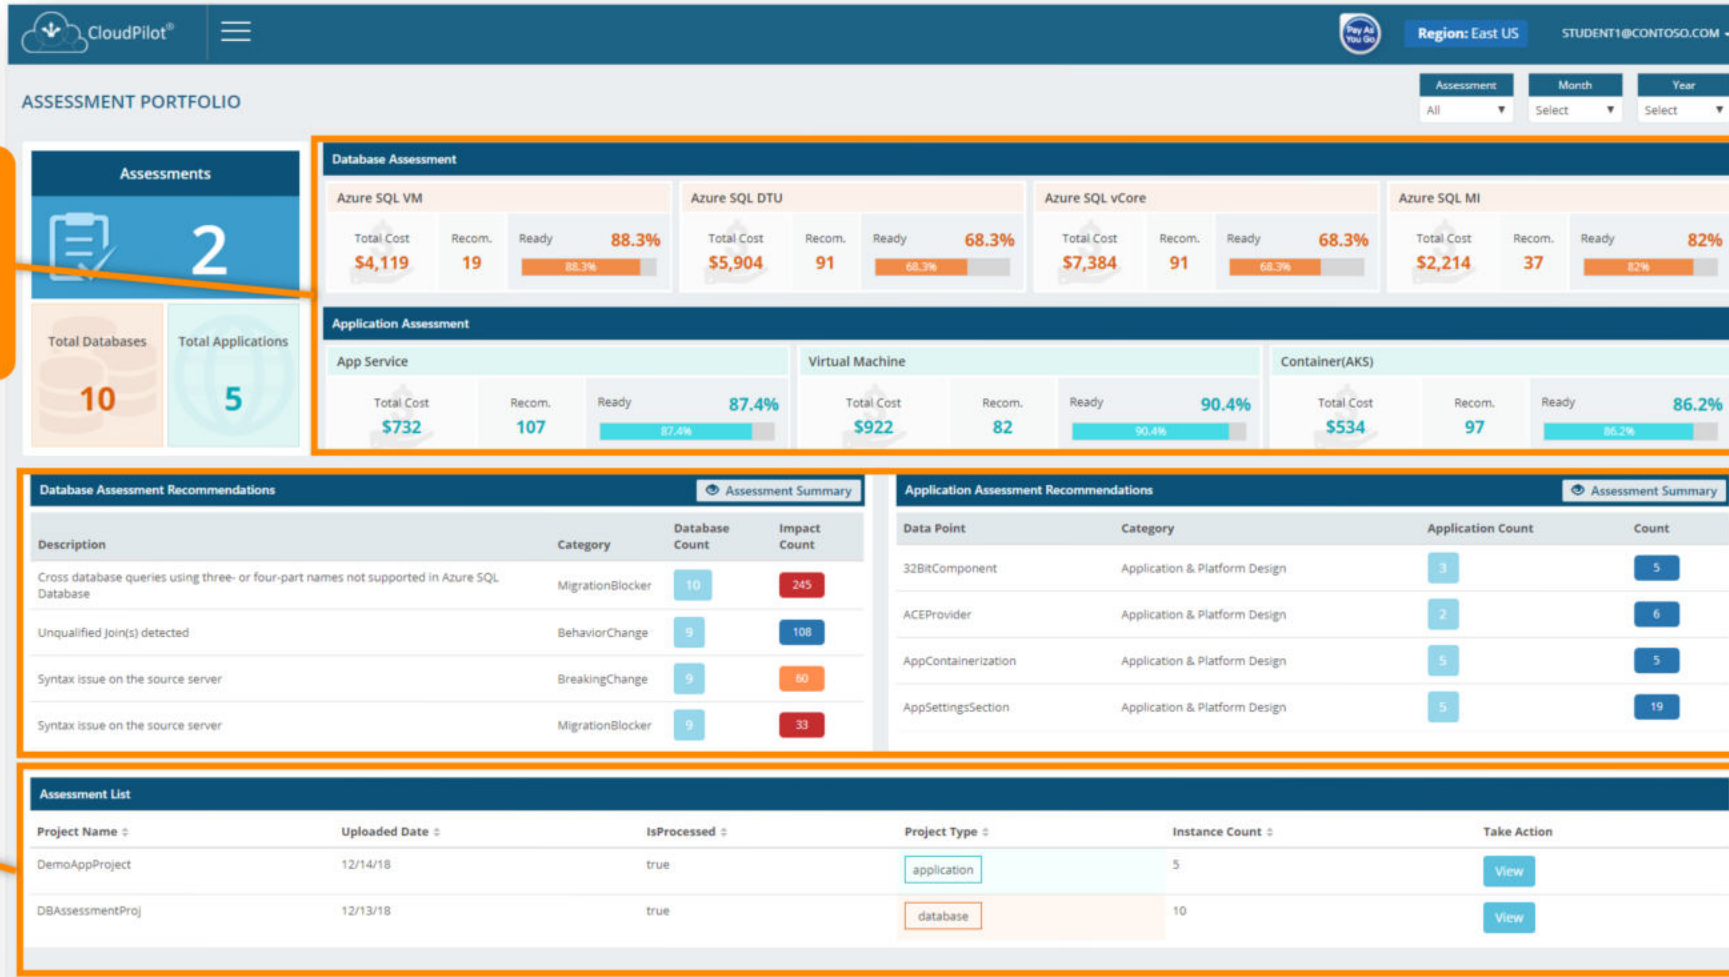 CloudPilot®
Pay As You Go
Region: East US
STUDENT1@CONTOSO.COM
ASSESSMENT PORTFOLIO
Assessment Month Year
All Select Select
Assessments
2
Total Databases
10
Total Applications
5
Database Assessment
Azure SQL VM
Total Cost Recom. Ready 88.3%
$4,119 19 88.3%
Azure SQL DTU
Total Cost Recom. Ready 68.3%
$5,904 91 68.3%
Azure SQL vCore
Total Cost Recom. Ready 68.3%
$7,384 91 68.3%
Azure SQL MI
Total Cost Recom. Ready 82%
$2,214 37 82%
Application Assessment
App Service
Total Cost Recom. Ready 87.4%
$732 107 87.4%
Virtual Machine
Total Cost Recom. Ready 90.4%
$922 82 90.4%
Container(AKS)
Total Cost Recom. Ready 86.2%
$534 97 86.2%
Database Assessment Recommendations Assessment Summary
Description Category Database Count Impact Count
Cross database queries using three- or four-part names not supported in Azure SQL
Database MigrationBlocker 10 245
Unqualified Join(s) detected BehaviorChange 9 108
Syntax issue on the source server BreakingChange 9 60
Syntax issue on the source server MigrationBlocker 9 33
Application Assessment Recommendations Assessment Summary
Data Point Category Application Count Count
32BitComponent Application & Platform Design 3 5
ACEProvider Application & Platform Design 2 6
AppContainerization Application & Platform Design 5 5
AppSettingsSection Application & Platform Design 5 19
Assessment List
Project Name Uploaded Date IsProcessed Project Type Instance Count Take Action
DemoAppProject 12/14/18 true application 5 View
DBAssessmentProj 12/13/18 true database 10 View